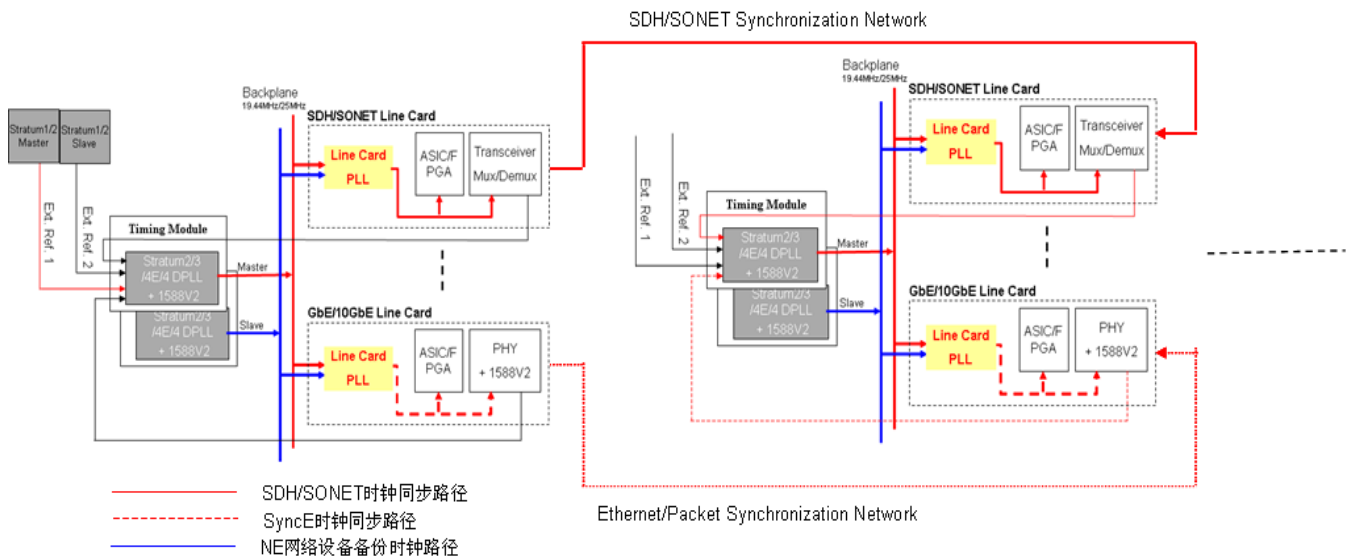 SDH/SONET Synchronization Network
Backplane
19.44MHz/25MHz
SDH/SONET Line Card
Stratum1/2
Master
Stratum1/2
Slave
Line Card
PLL
ASIC/F
PGA
Transceiver
Mux/Demux
Ext. Ref. 1
Ext. Ref. 2
Timing Module
Stratum2/3
/4E/4 DPLL
+ 1588V2
Master
Stratum2/3
/4E/4 DPLL
+ 1588V2
Slave
GbE/10GbE Line Card
Line Card
PLL
ASIC/F
PGA
PHY
+ 1588V2
Backplane
19.44MHz/25MHz
SDH/SONET Line Card
Line Card
PLL
ASIC/F
PGA
Transceiver
Mux/Demux
Ext. Ref. 1
Ext. Ref. 2
Timing Module
Stratum2/3
/4E/4 DPLL
+ 1588V2
Master
Stratum2/3
/4E/4 DPLL
+ 1588V2
Slave
GbE/10GbE Line Card
Line Card
PLL
ASIC/F
PGA
PHY
+ 1588V2
SDH/SONET时钟同步路径
SyncE时钟同步路径
NE网络设备备份时钟路径
Ethernet/Packet Synchronization Network